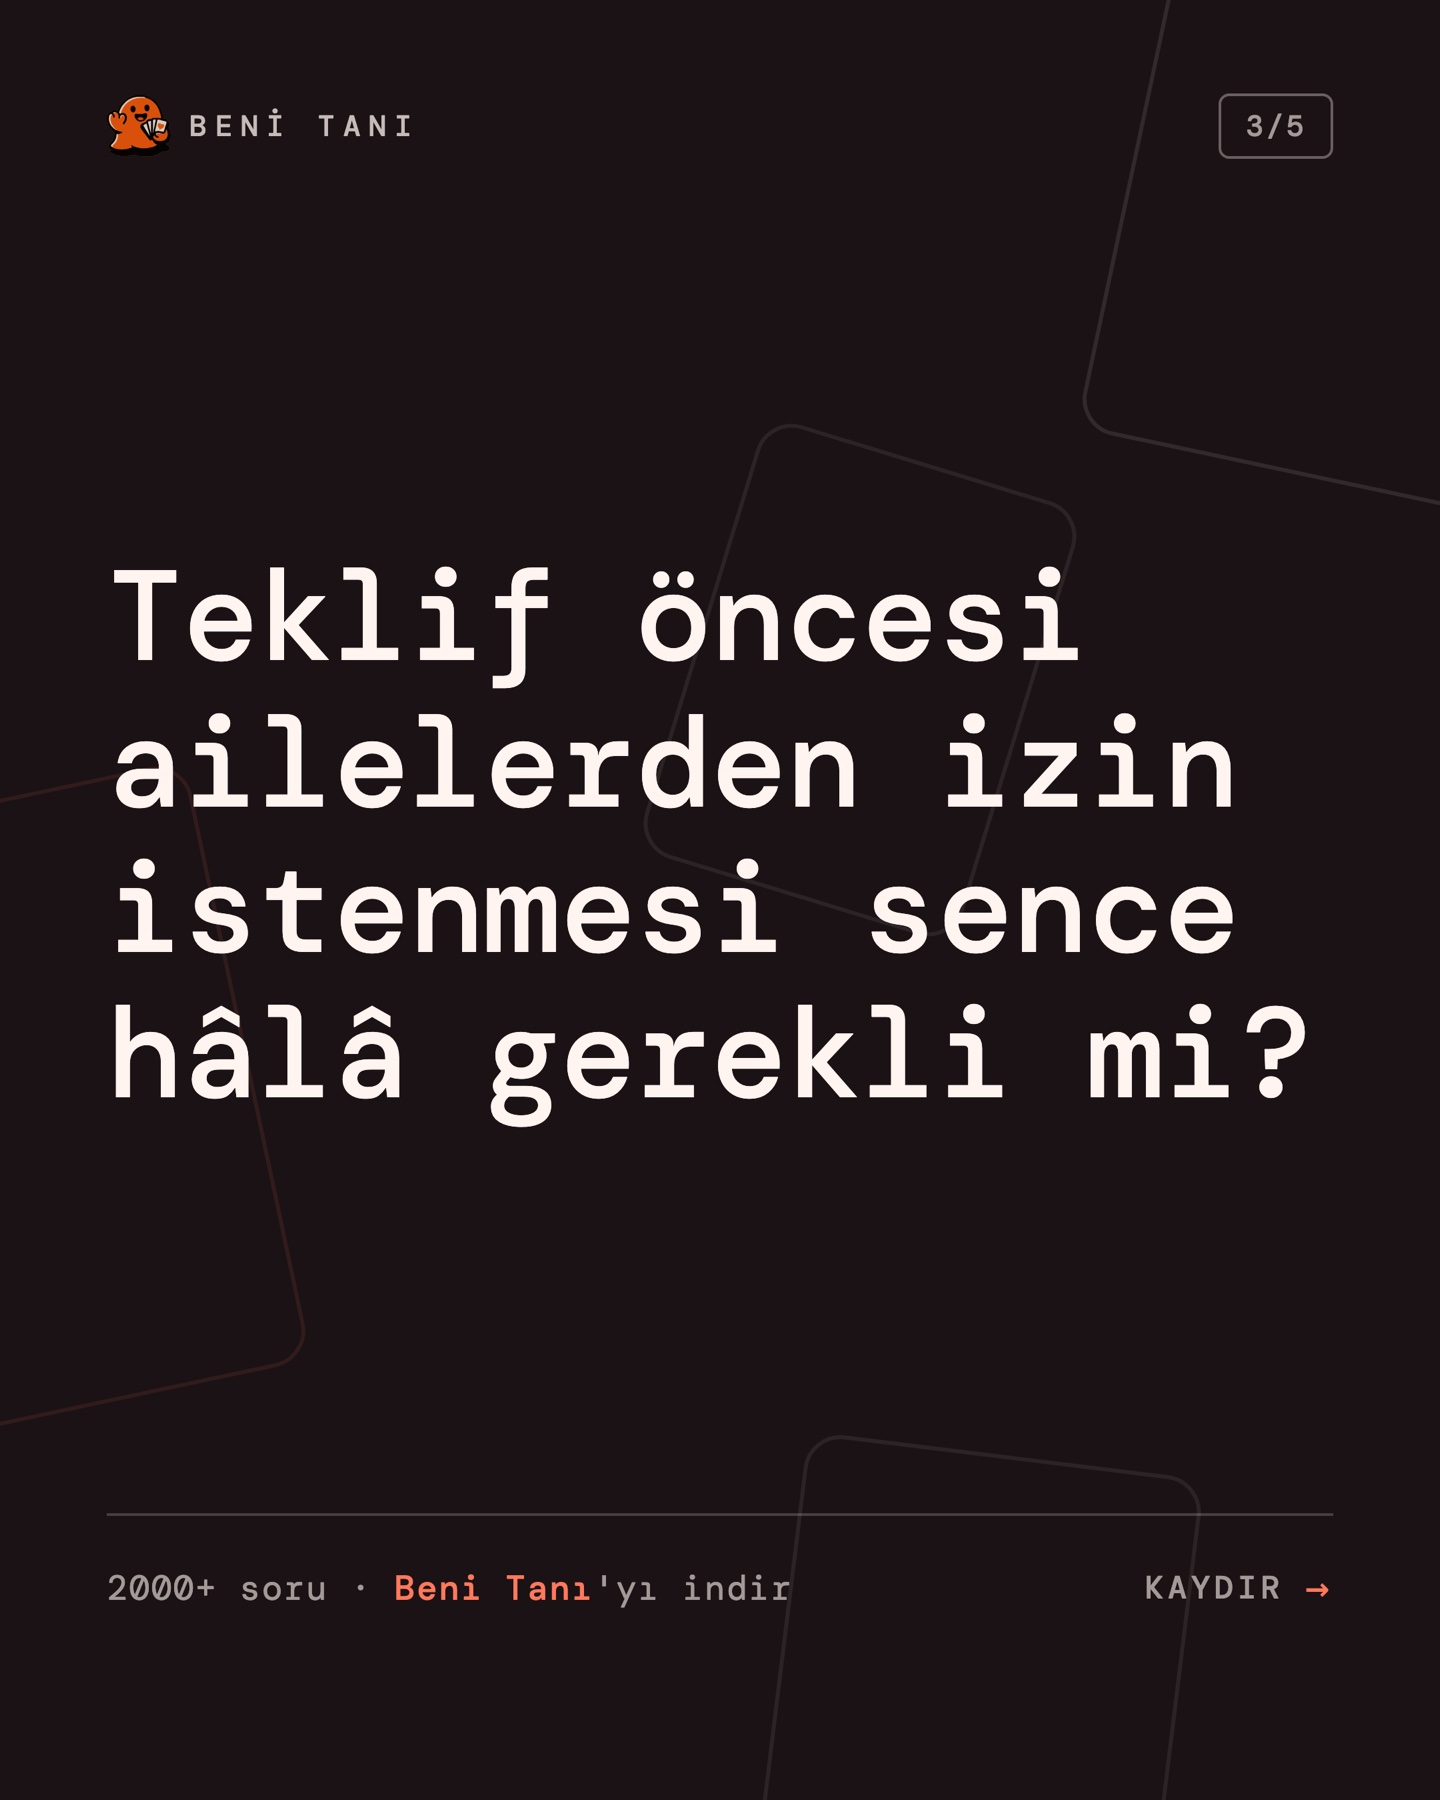 BENİ TANI
3/5
Teklif öncesi
ailelerden izin
istenmesi sence
hâlâ gerekli mi?
2000+ soru · Beni Tanı'yı indir
KAYDIR →